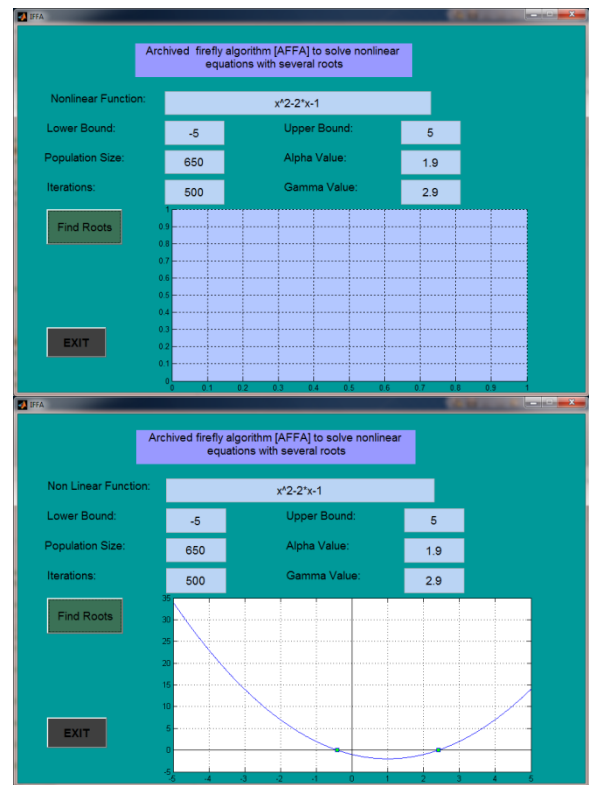 IFFA
Archived firefly algorithm [AFFA] to solve nonlinear
equations with several roots
Nonlinear Function: x^2-2*x-1
Lower Bound: -5 Upper Bound: 5
Population Size: 650 Alpha Value: 1.9
Iterations: 500 Gamma Value: 2.9
Find Roots
EXIT
1
0.9
0.8
0.7
0.6
0.5
0.4
0.3
0.2
0.1
0
0 0.1 0.2 0.3 0.4 0.5 0.6 0.7 0.8 0.9 1
IFFA
Archived firefly algorithm [AFFA] to solve nonlinear
equations with several roots
Non Linear Function: x^2-2*x-1
Lower Bound: -5 Upper Bound: 5
Population Size: 650 Alpha Value: 1.9
Iterations: 500 Gamma Value: 2.9
Find Roots
EXIT
35
30
25
20
15
10
5
0
-5
-5 -4 -3 -2 -1 0 1 2 3 4 5